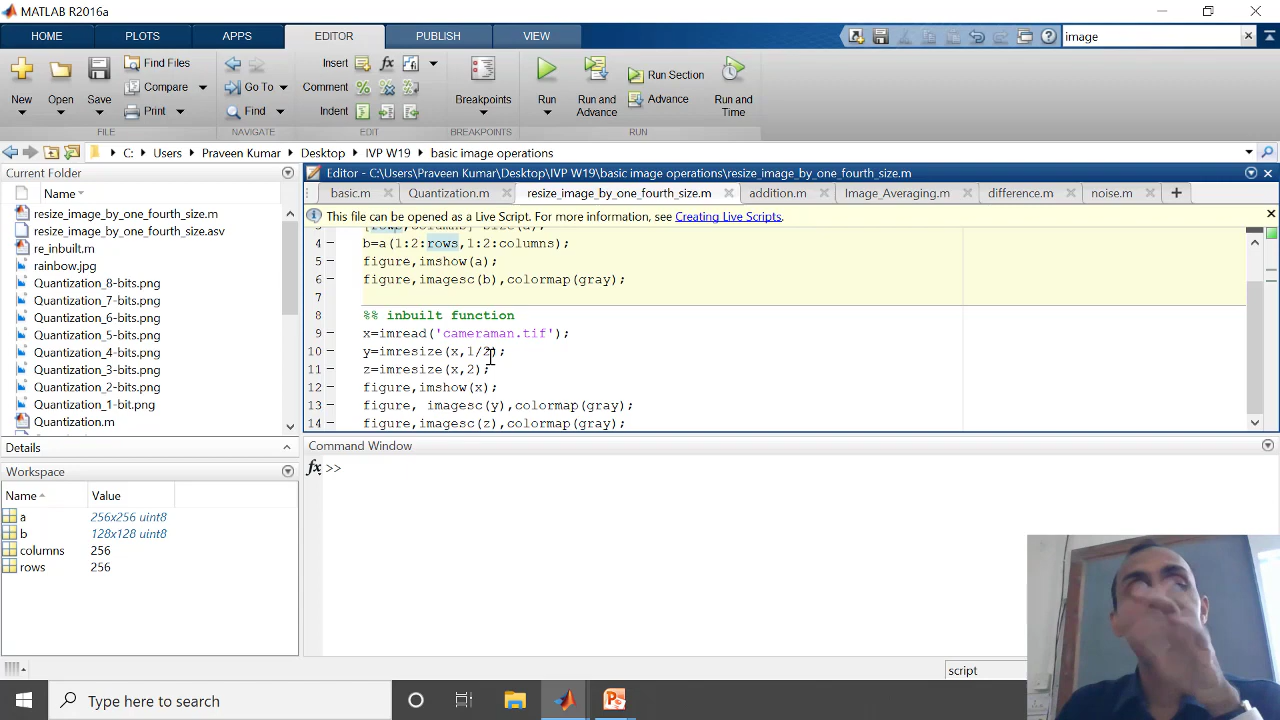 MATLAB R2016a
HOME PLOTS APPS EDITOR PUBLISH VIEW image
New Open Save Find Files Compare Print
Go To Find
Insert fx Comment % Indent
Breakpoints
Run Run and Advance Run Section Advance Run and Time
FILE NAVIGATE EDIT BREAKPOINTS RUN
C: Users Praveen Kumar Desktop IVP W19 basic image operations
Current Folder
Name
resize_image_by_one_fourth_size.m
resize_image_by_one_fourth_size.asv
re_inbuilt.m
rainbow.jpg
Quantization_8-bits.png
Quantization_7-bits.png
Quantization_6-bits.png
Quantization_5-bits.png
Quantization_4-bits.png
Quantization_3-bits.png
Quantization_2-bits.png
Quantization_1-bit.png
Quantization.m
Details
Workspace
Name Value
a 256x256 uint8
b 128x128 uint8
columns 256
rows 256
Editor - C:\Users\Praveen Kumar\Desktop\IVP W19\basic image operations\resize_image_by_one_fourth_size.m
basic.m Quantization.m resize_image_by_one_fourth_size.m addition.m Image_Averaging.m difference.m noise.m
This file can be opened as a Live Script. For more information, see Creating Live Scripts.
4 b=a(1:2:rows,1:2:columns);
5 figure,imshow(a);
6 figure,imagesc(b),colormap(gray);
7
8 %% inbuilt function
9 x=imread('cameraman.tif');
10 y=imresize(x,1/2);
11 z=imresize(x,2);
12 figure,imshow(x);
13 figure, imagesc(y),colormap(gray);
14 figure,imagesc(z),colormap(gray);
Command Window
fx >>
script
Type here to search